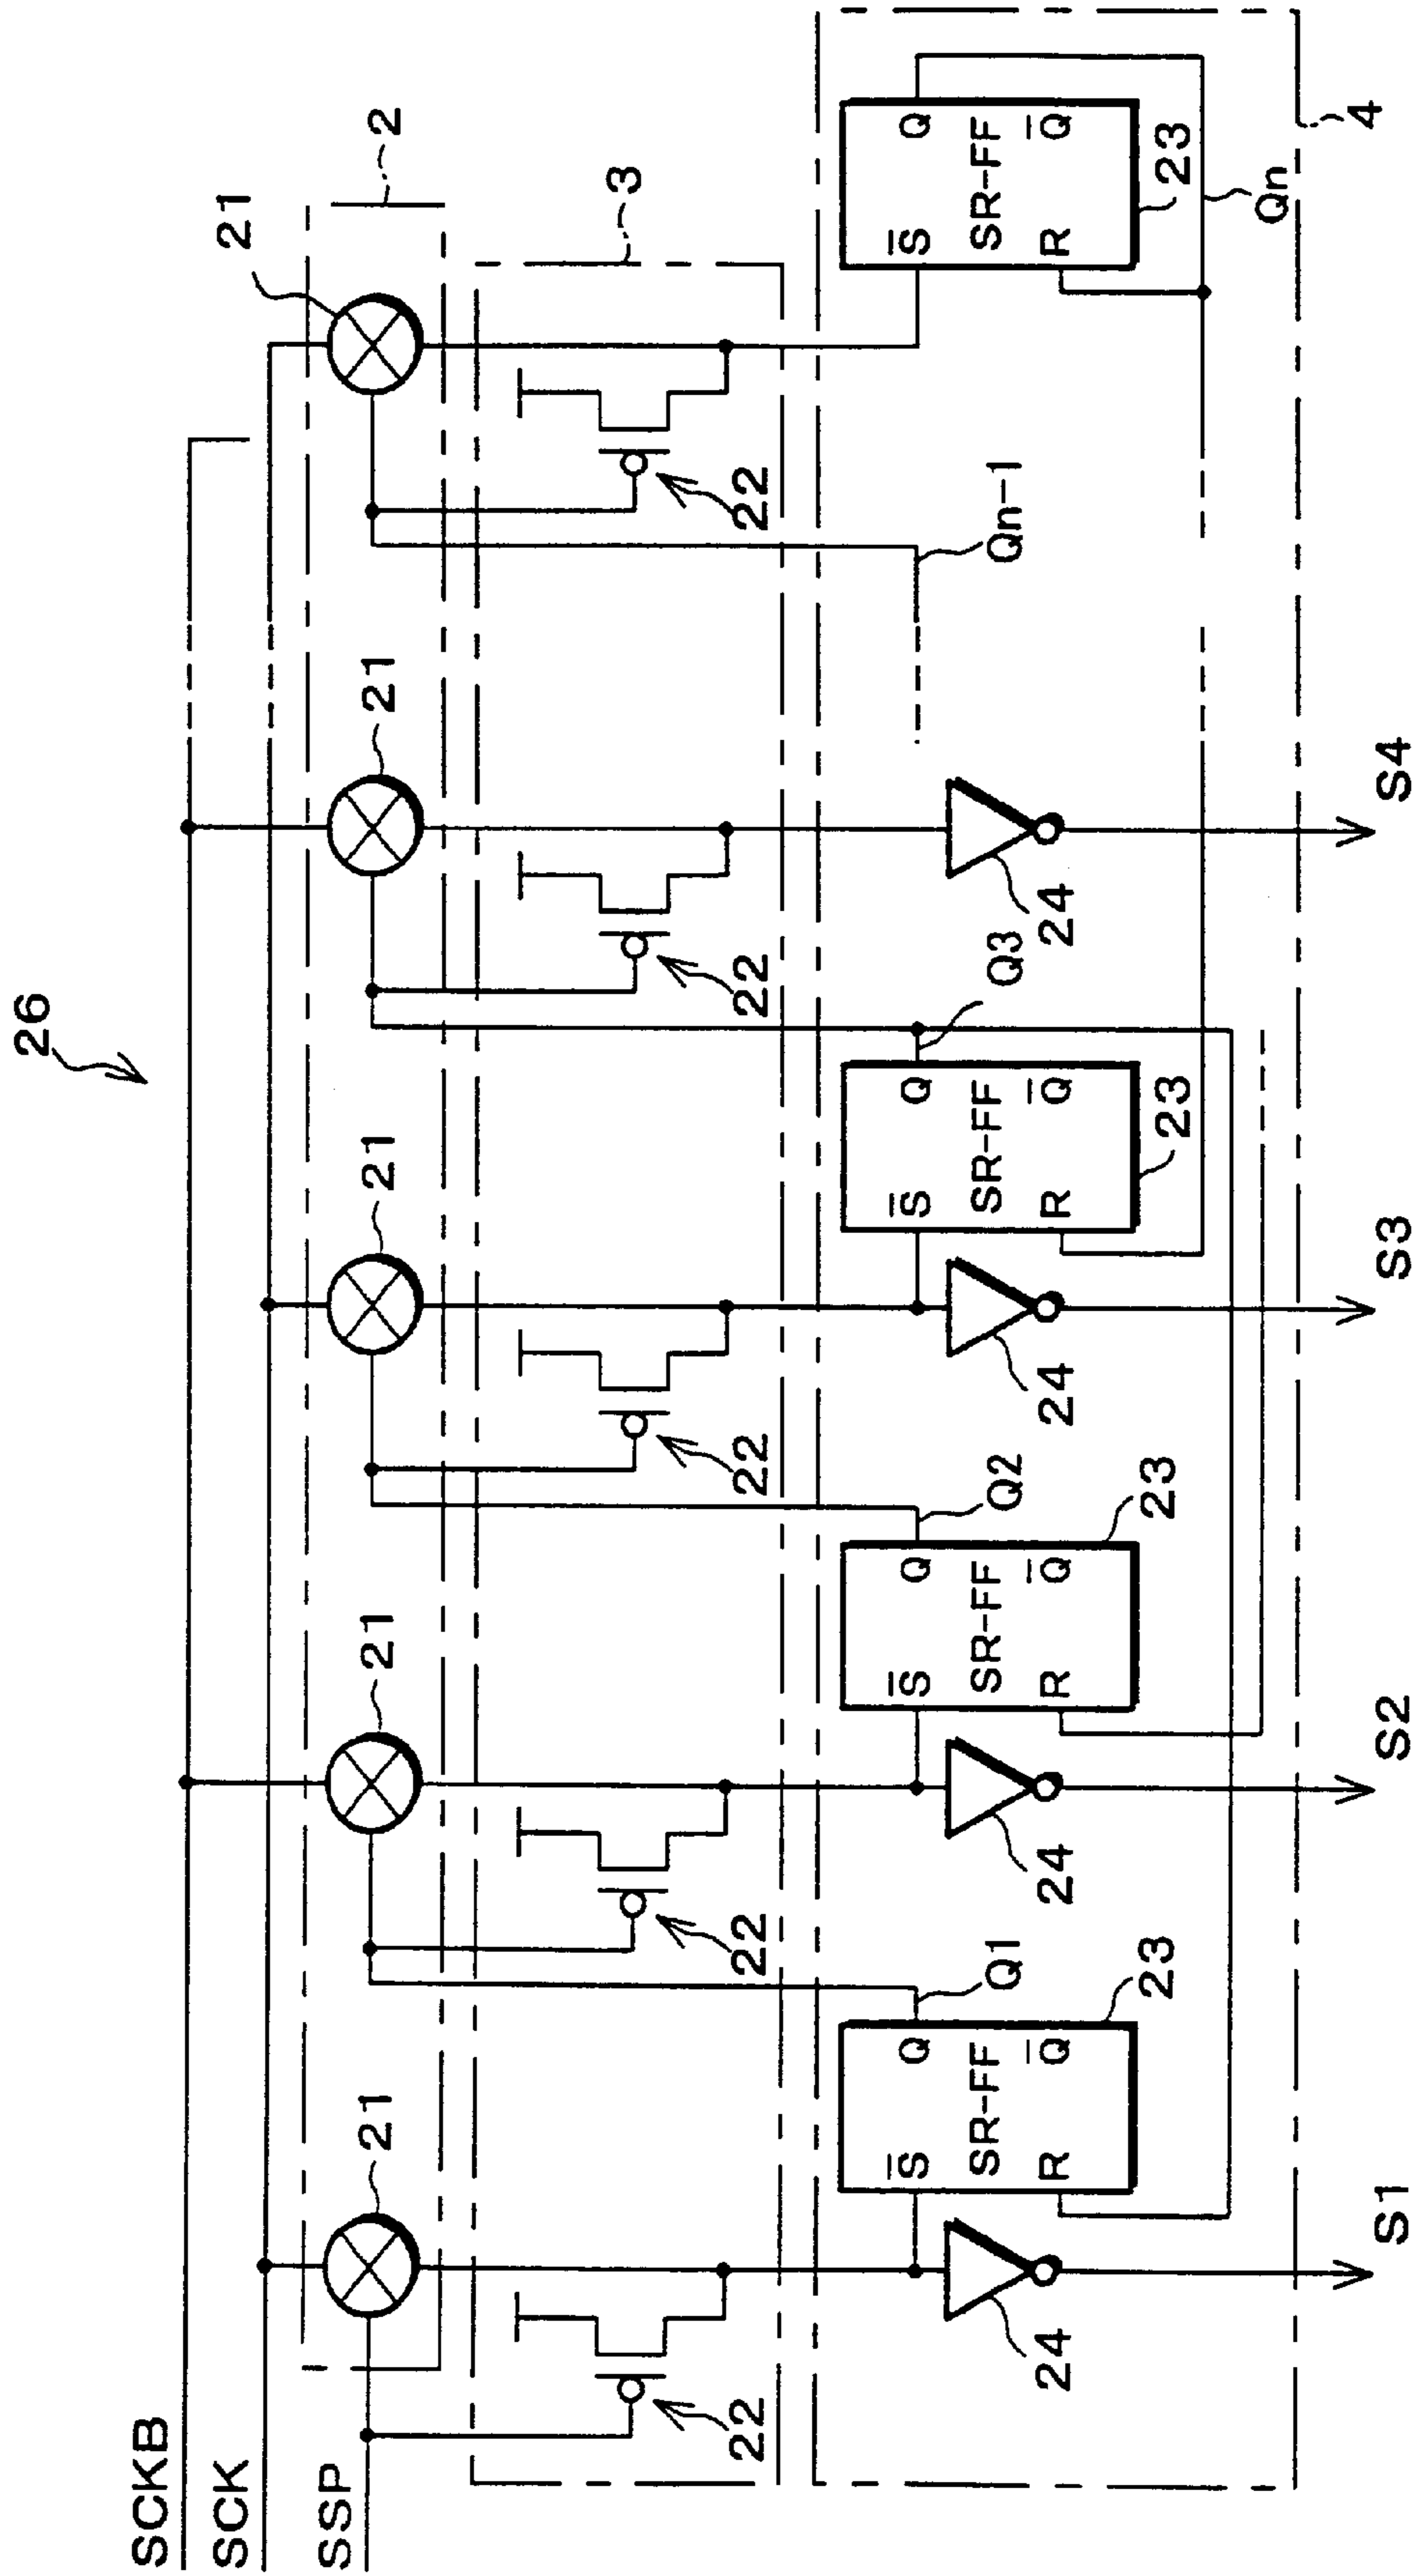 26
SCKB
SCK
SSP
21
21
21
21
21
2
22
22
22
22
22
3
S̅ Q
SR-FF
R Q̅
23
Q1
S̅ Q
SR-FF
R Q̅
23
Q2
S̅ Q
SR-FF
R Q̅
23
Q3
Qn-1
S̅ Q
SR-FF
R Q̅
23
Qn
24
24
24
24
4
S1
S2
S3
S4